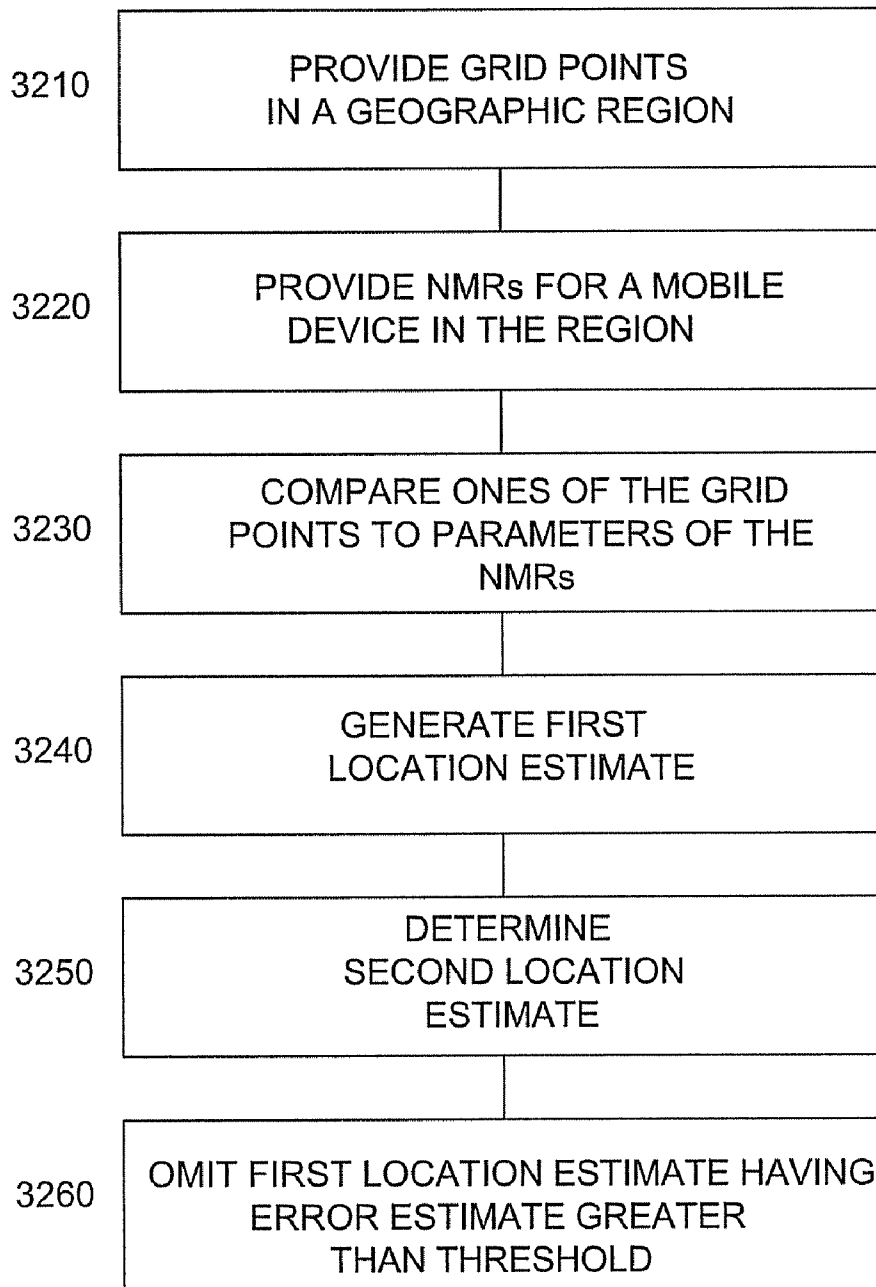 3210
PROVIDE GRID POINTS
IN A GEOGRAPHIC REGION
3220
PROVIDE NMRs FOR A MOBILE
DEVICE IN THE REGION
3230
COMPARE ONES OF THE GRID
POINTS TO PARAMETERS OF THE
NMRs
3240
GENERATE FIRST
LOCATION ESTIMATE
3250
DETERMINE
SECOND LOCATION
ESTIMATE
3260
OMIT FIRST LOCATION ESTIMATE HAVING
ERROR ESTIMATE GREATER
THAN THRESHOLD